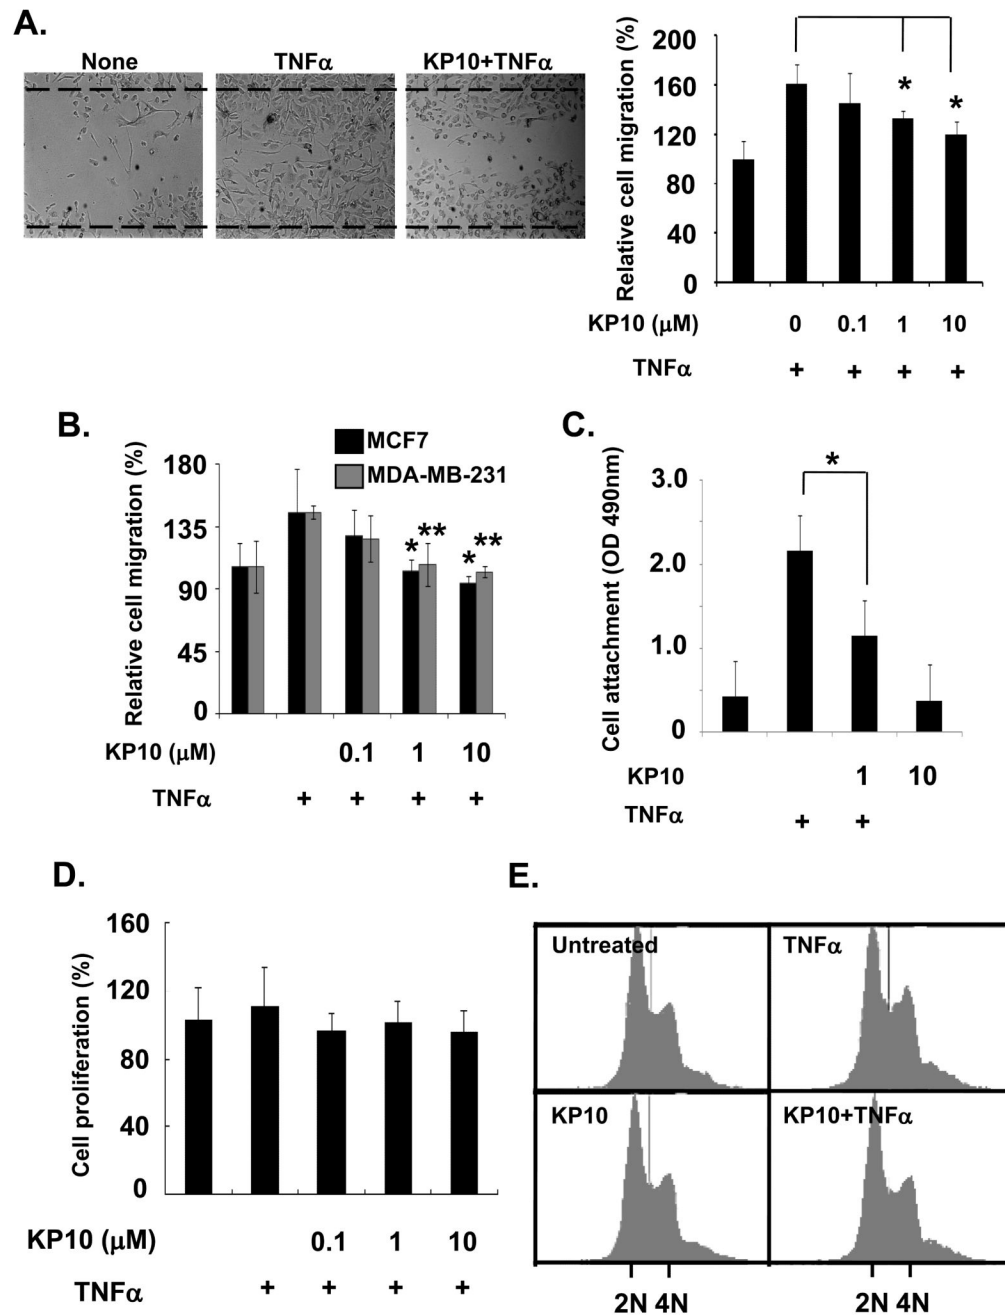 A.
None TNFα KP10+TNFα
Relative cell migration (%)
200
160
120
80
40
0
* *
KP10 (µM) 0 0.1 1 10
TNFα + + + +
B.
Relative cell migration (%)
180
135
90
45
0
MCF7
MDA-MB-231
* ** * **
KP10 (µM) 0.1 1 10
TNFα + + + +
C.
Cell attachment (OD 490nm)
3.0
2.0
1.0
0
*
KP10 1 10
TNFα + +
D.
Cell proliferation (%)
160
120
80
40
0
KP10 (µM) 0.1 1 10
TNFα + + + +
E.
Untreated TNFα
KP10 KP10+TNFα
2N 4N 2N 4N